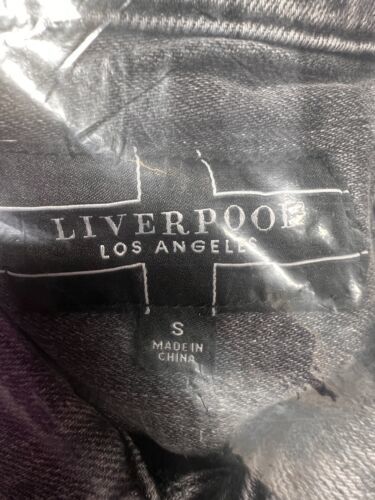 LIVERPOOL
LOS ANGELES
S
MADE IN
CHINA